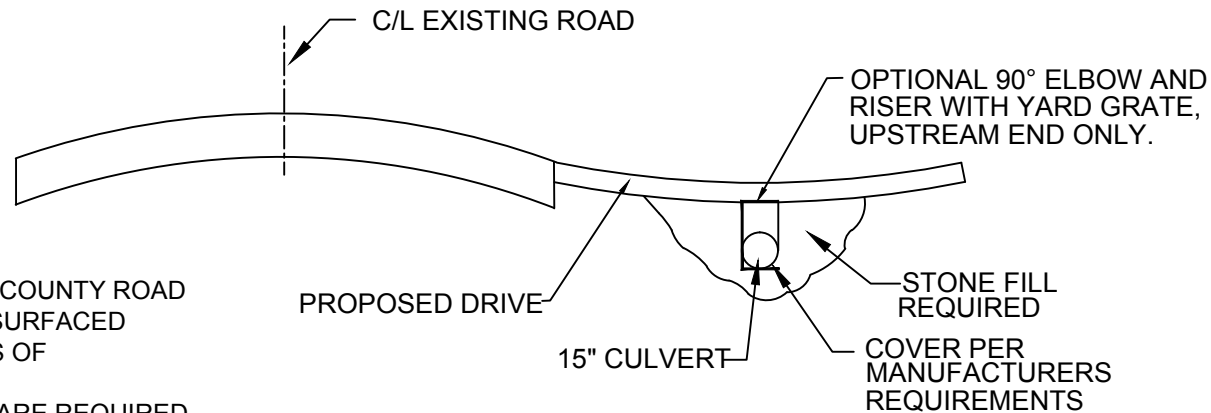 C/L EXISTING ROAD
OPTIONAL 90° ELBOW AND
RISER WITH YARD GRATE,
UPSTREAM END ONLY.
COUNTY ROAD
SURFACED
S OF
ARE REQUIRED
PROPOSED DRIVE
15" CULVERT
STONE FILL
REQUIRED
COVER PER
MANUFACTURERS
REQUIREMENTS